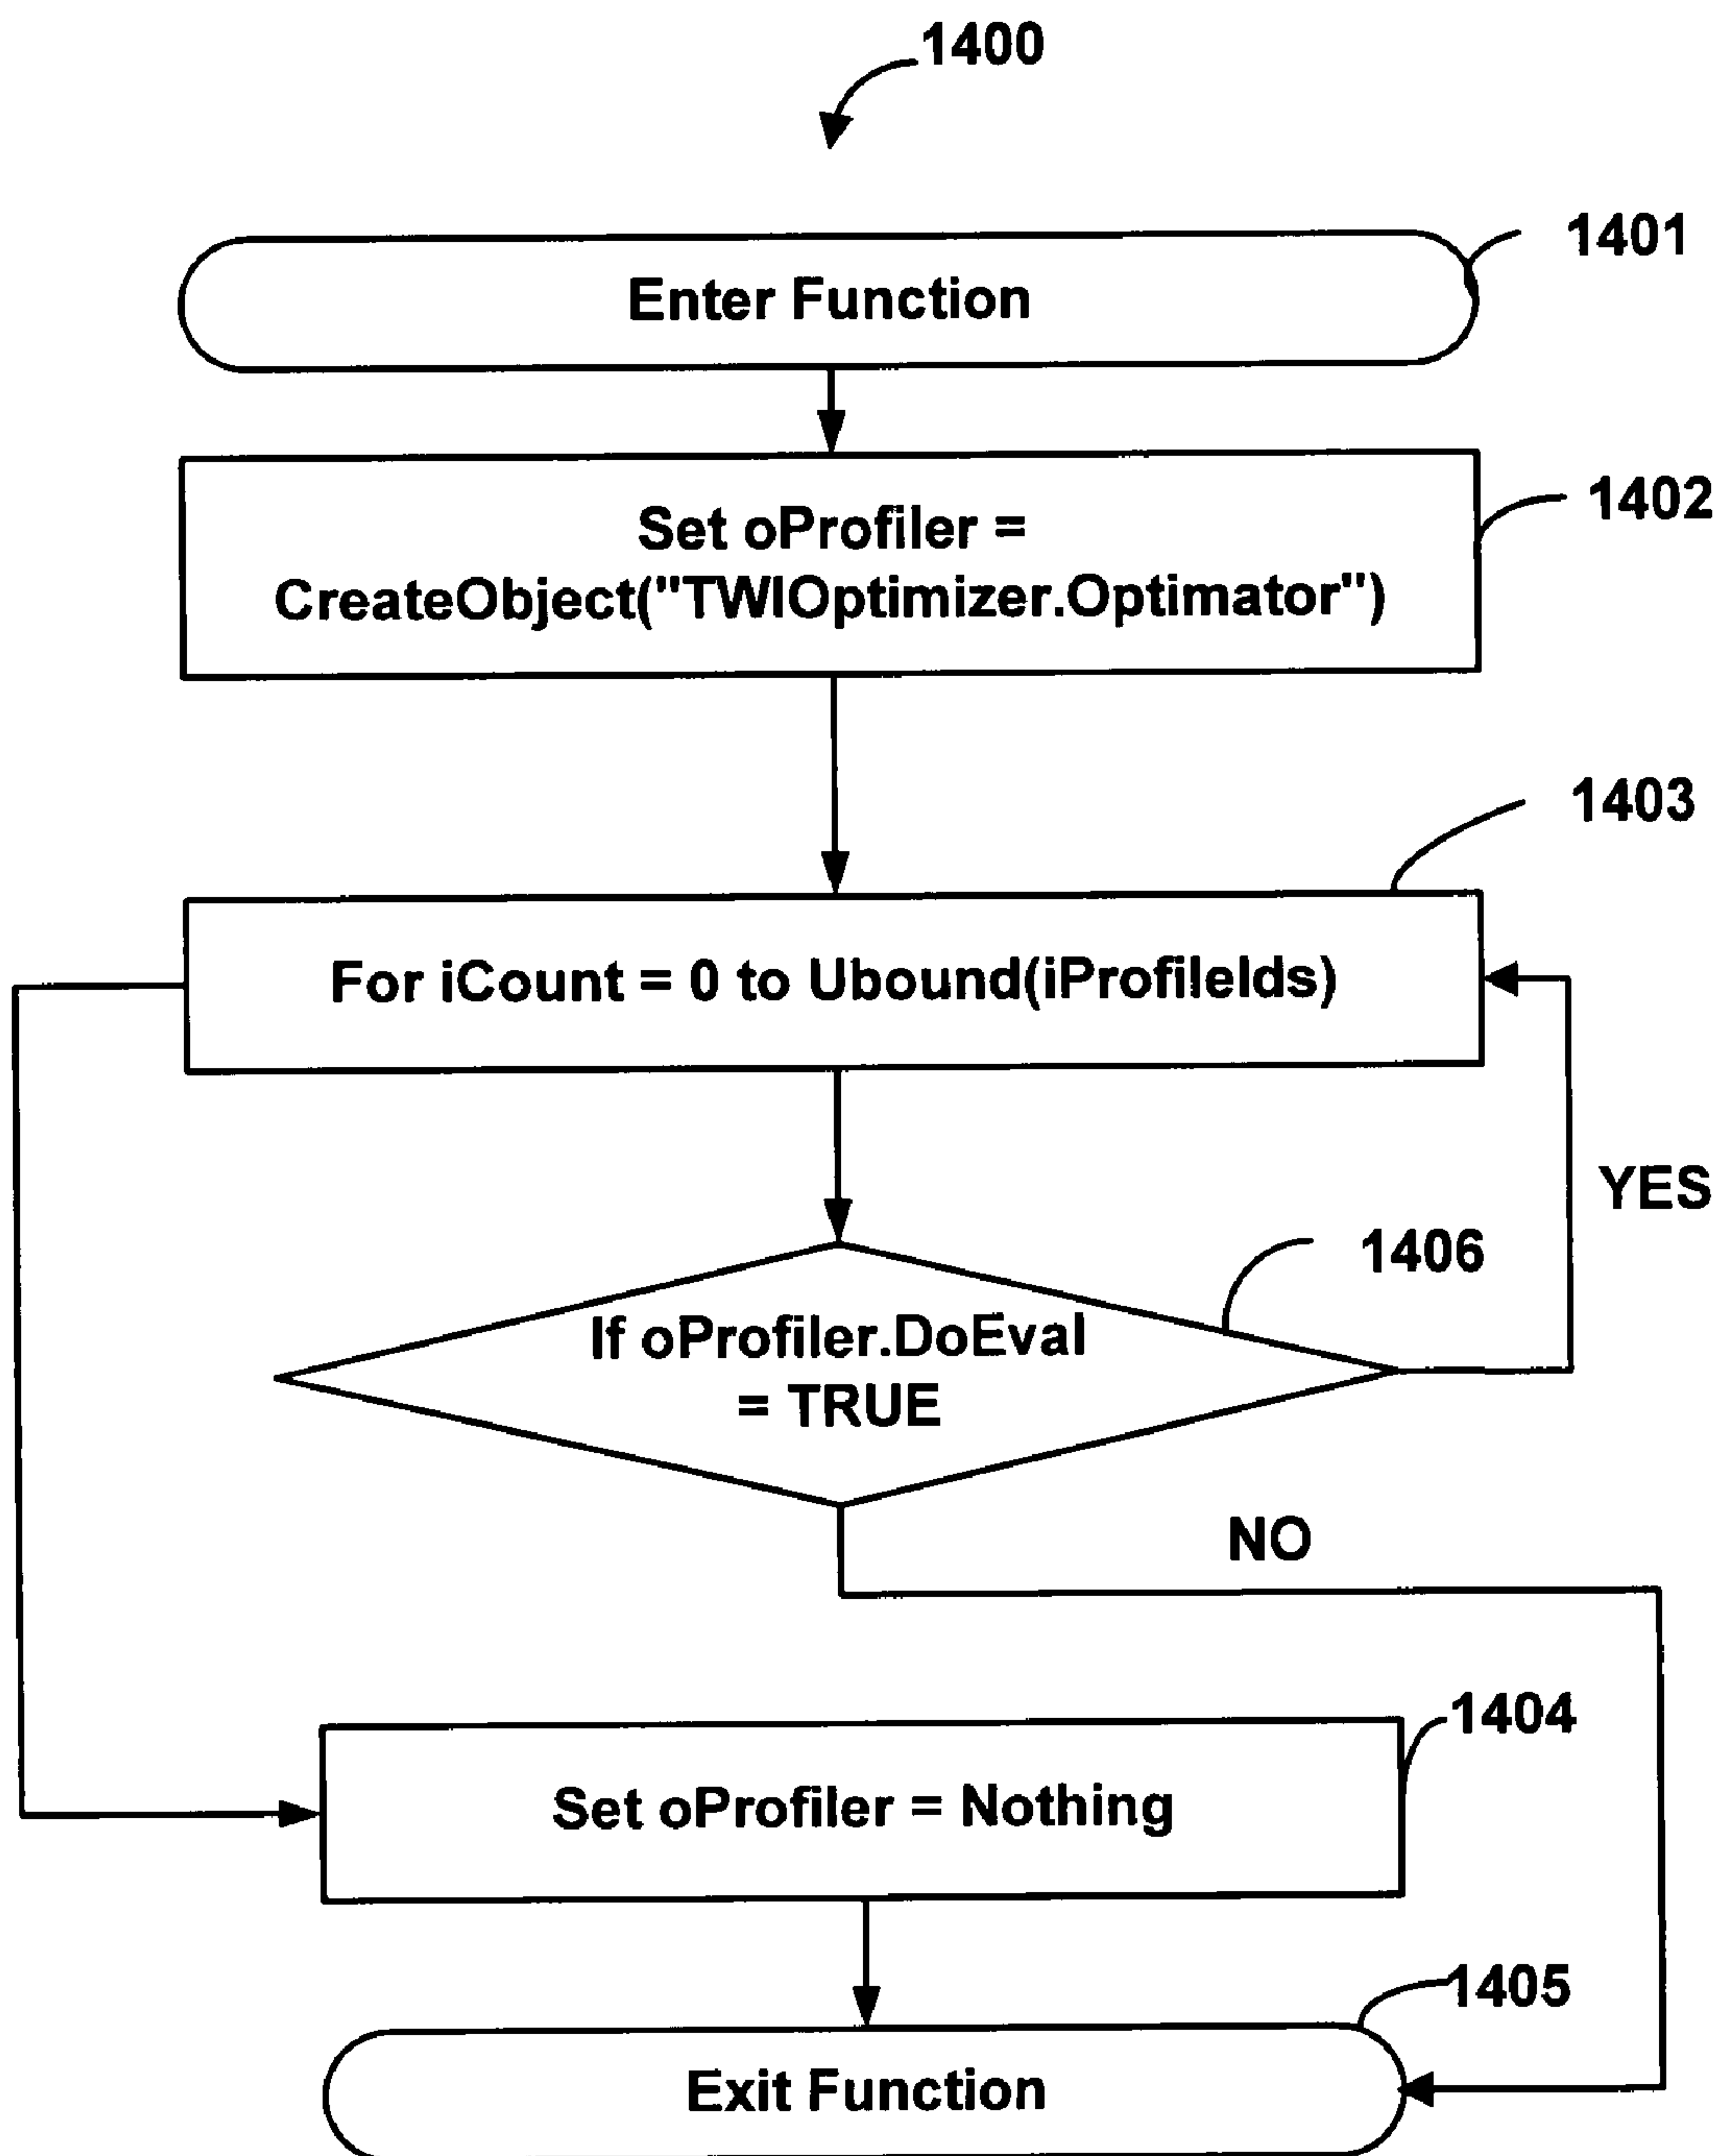 1400
1401
Enter Function
1402
Set oProfiler =
CreateObject("TWIOptimizer.Optimator")
1403
For iCount = 0 to Ubound(iProfileIds)
YES
1406
If oProfiler.DoEval
= TRUE
NO
1404
Set oProfiler = Nothing
1405
Exit Function